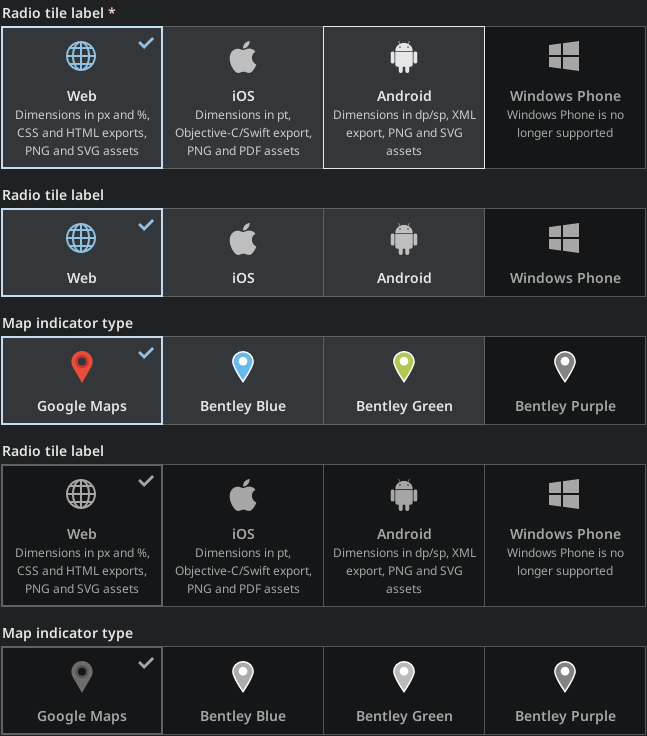 Radio tile label *
Web
Dimensions in px and %,
CSS and HTML exports,
PNG and SVG assets
iOS
Dimensions in pt,
Objective-C/Swift export,
PNG and PDF assets
Android
Dimensions in dp/sp, XML
export, PNG and SVG
assets
Windows Phone
Windows Phone is no
longer supported
Radio tile label
Web
iOS
Android
Windows Phone
Map indicator type
Google Maps
Bentley Blue
Bentley Green
Bentley Purple
Radio tile label
Web
Dimensions in px and %,
CSS and HTML exports,
PNG and SVG assets
iOS
Dimensions in pt,
Objective-C/Swift export,
PNG and PDF assets
Android
Dimensions in dp/sp, XML
export, PNG and SVG
assets
Windows Phone
Windows Phone is no
longer supported
Map indicator type
Google Maps
Bentley Blue
Bentley Green
Bentley Purple